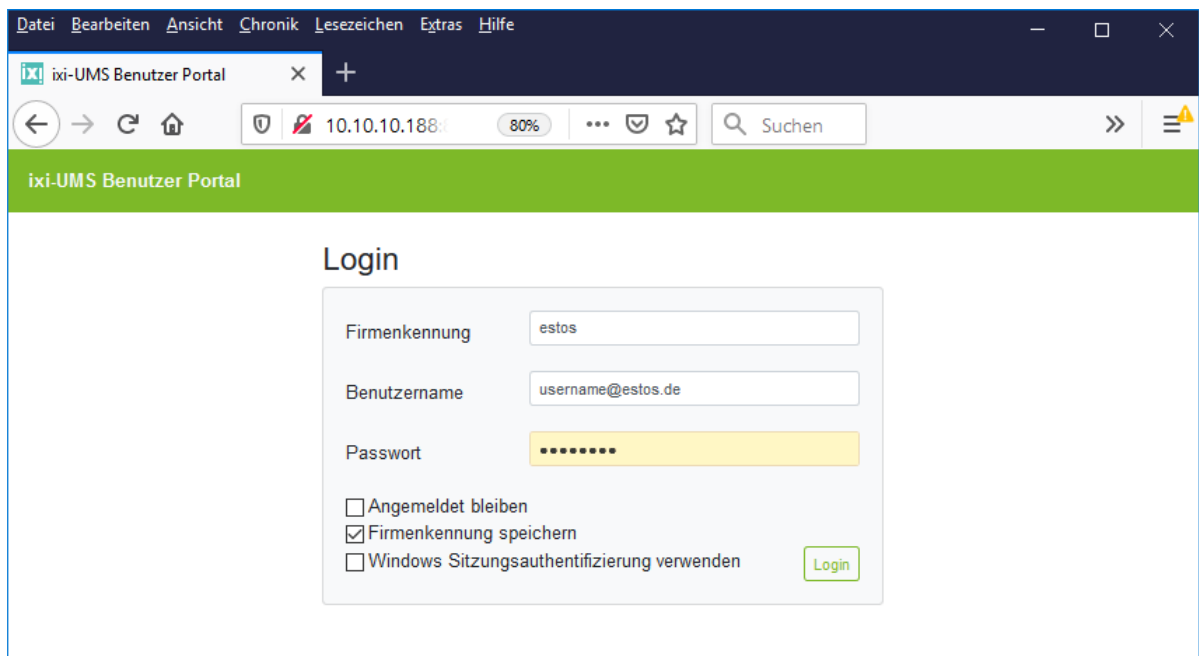 Datei Bearbeiten Ansicht Chronik Lesezeichen Extras Hilfe
ixi ixi-UMS Benutzer Portal
10.10.10.188: 80% Suchen
ixi-UMS Benutzer Portal
Login
Firmenkennung estos
Benutzername username@estos.de
Passwort ••••••••
Angemeldet bleiben
Firmenkennung speichern
Windows Sitzungsauthentifizierung verwenden
Login